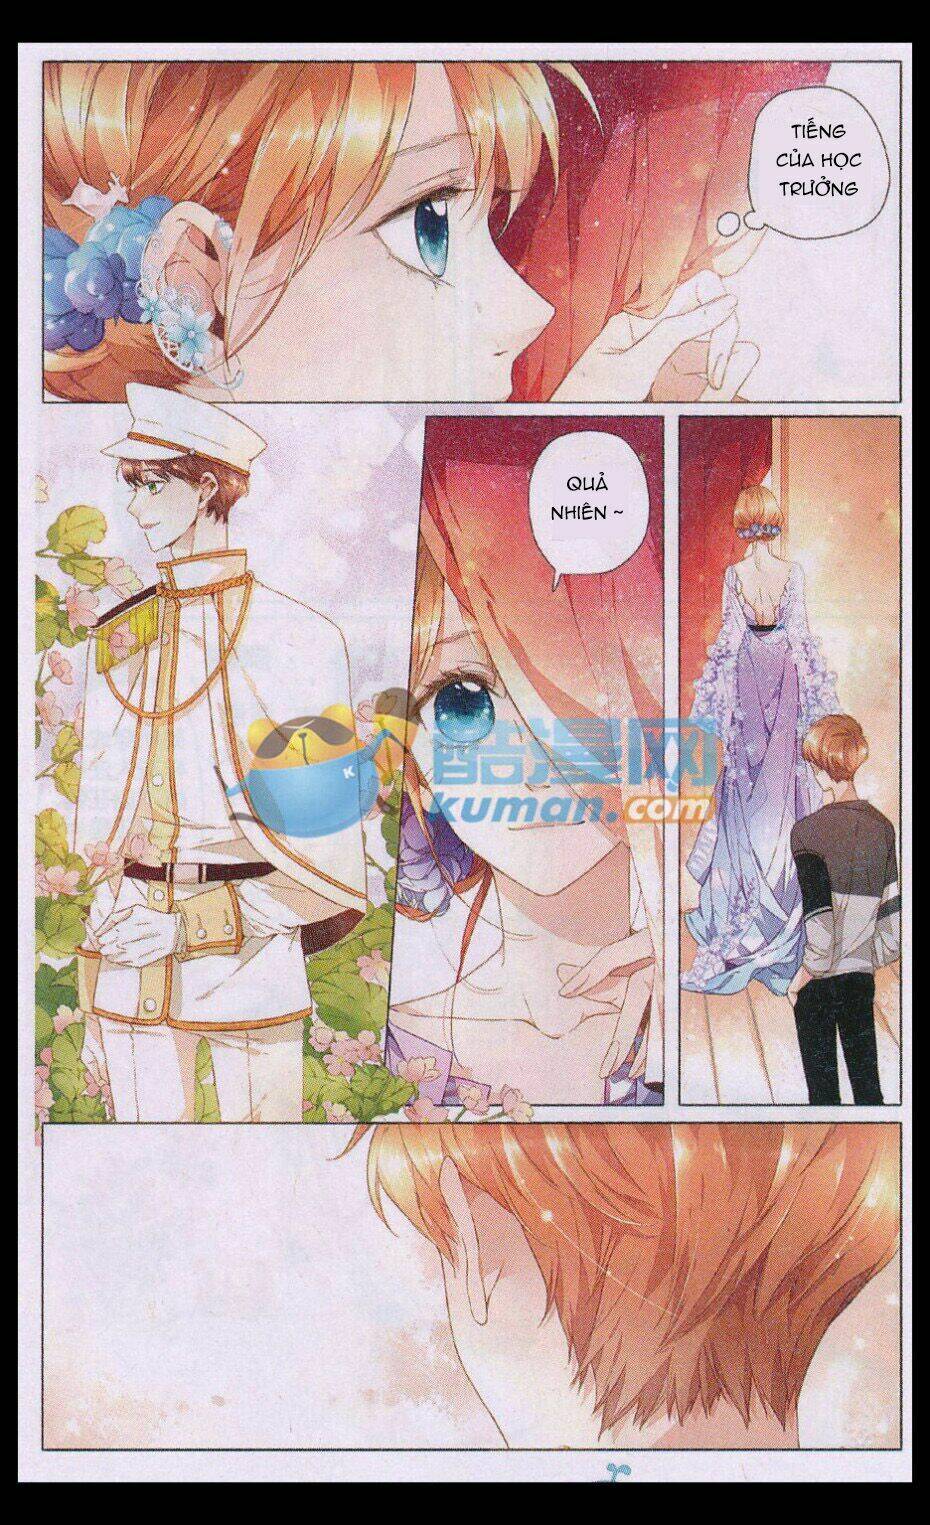 TIẾNG
CỦA HỌC
TRƯỞNG
QUẢ
NHIÊN ~
K
酷漫网
kuman.com